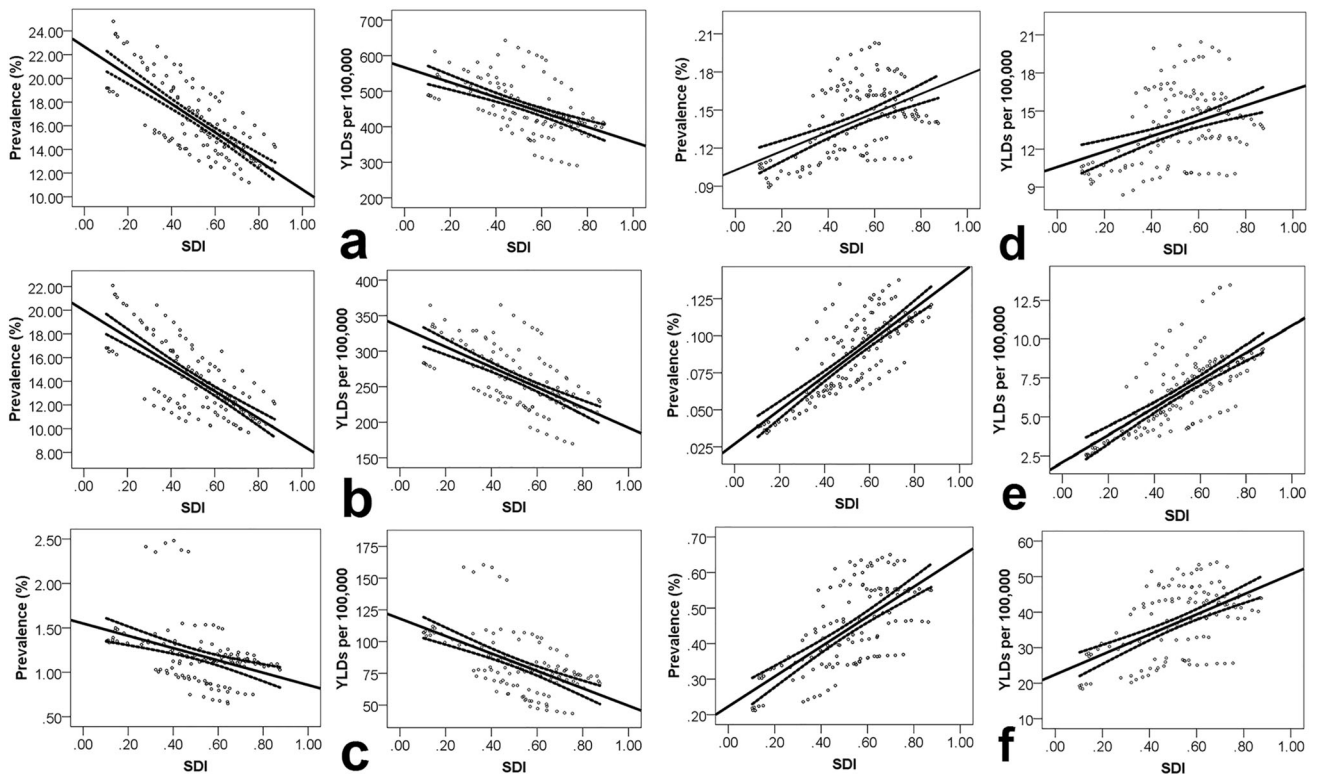 Prevalence (%)
24.00
22.00
20.00
18.00
16.00
14.00
12.00
10.00
.00 .20 .40 .60 .80 1.00
SDI
YLDs per 100,000
700
600
500
400
300
200
.00 .20 .40 .60 .80 1.00
SDI
a
Prevalence (%)
.21
.18
.15
.12
.09
.00 .20 .40 .60 .80 1.00
SDI
YLDs per 100,000
21
18
15
12
9
.00 .20 .40 .60 .80 1.00
SDI
d
Prevalence (%)
22.00
20.00
18.00
16.00
14.00
12.00
10.00
8.00
.00 .20 .40 .60 .80 1.00
SDI
YLDs per 100,000
400
350
300
250
200
150
.00 .20 .40 .60 .80 1.00
SDI
b
Prevalence (%)
.125
.100
.075
.050
.025
.00 .20 .40 .60 .80 1.00
SDI
YLDs per 100,000
12.5
10.0
7.5
5.0
2.5
.00 .20 .40 .60 .80 1.00
SDI
e
Prevalence (%)
2.50
2.00
1.50
1.00
.50
.00 .20 .40 .60 .80 1.00
SDI
YLDs per 100,000
175
150
125
100
75
50
.00 .20 .40 .60 .80 1.00
SDI
c
Prevalence (%)
.70
.60
.50
.40
.30
.20
.00 .20 .40 .60 .80 1.00
SDI
YLDs per 100,000
60
50
40
30
20
10
.00 .20 .40 .60 .80 1.00
SDI
f